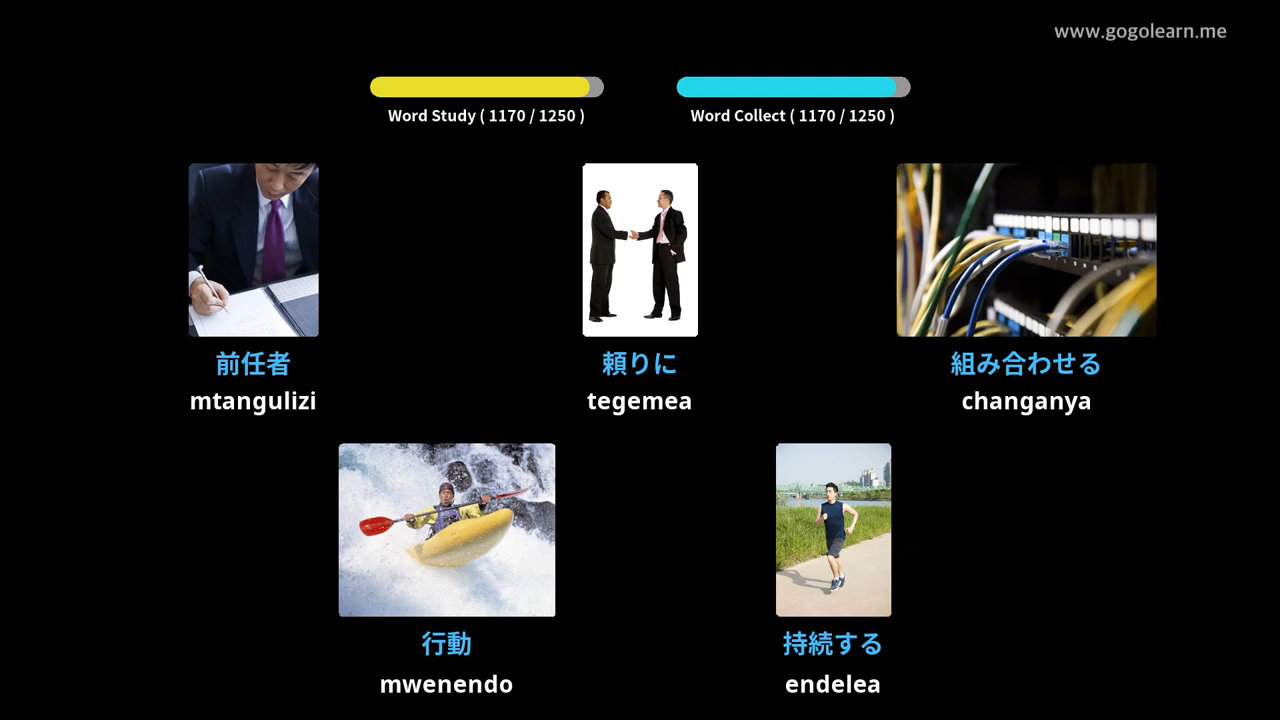 www.gogolearn.me
Word Study ( 1170 / 1250 )
Word Collect ( 1170 / 1250 )
前任者
mtangulizi
頼りに
tegemea
組み合わせる
changanya
行動
mwenendo
持続する
endelea